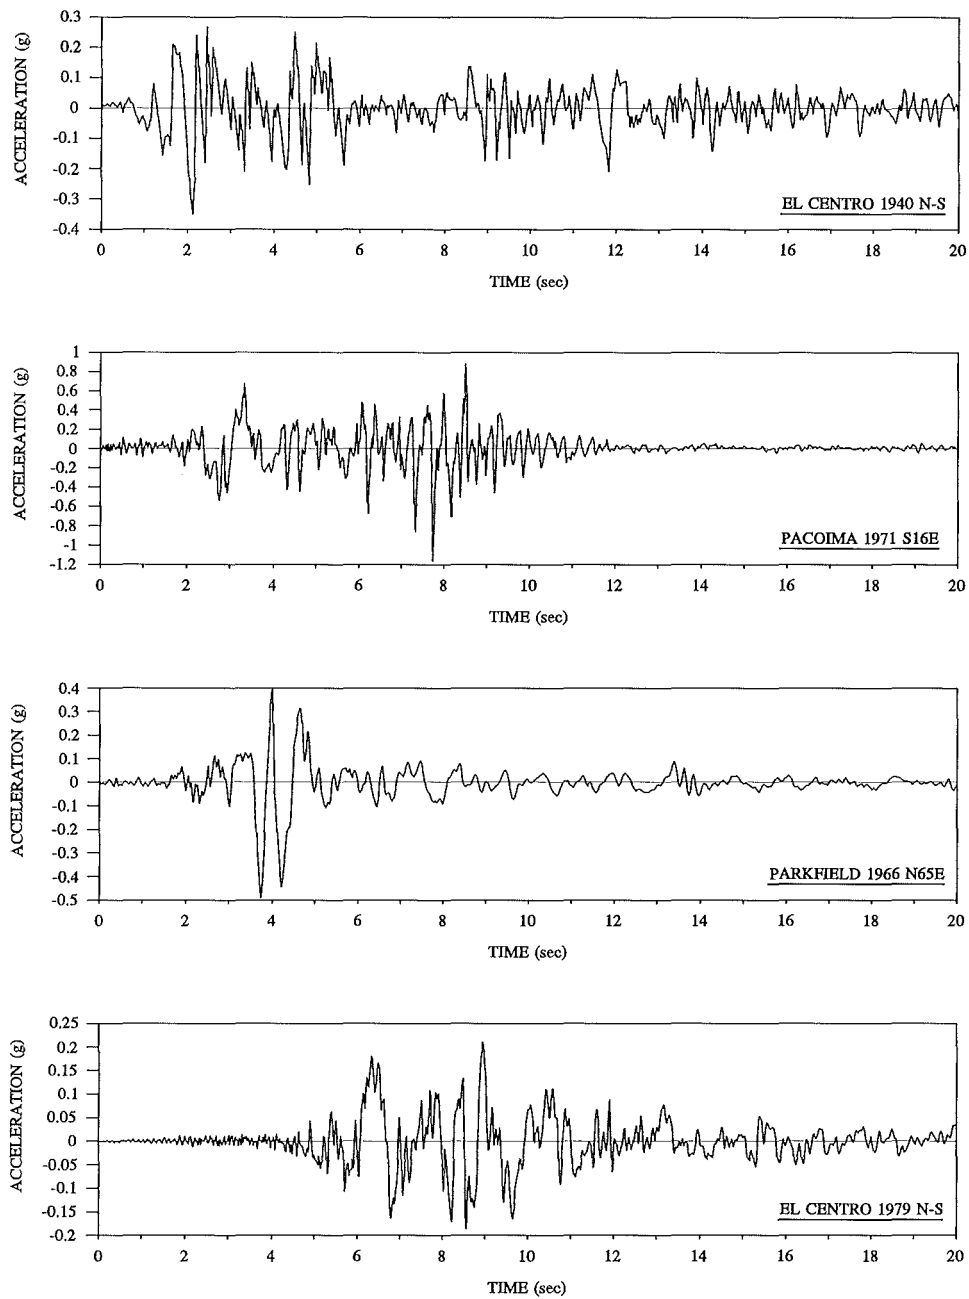 ACCELERATION (g)
0.3
0.2
0.1
0
-0.1
-0.2
-0.3
-0.4
EL CENTRO 1940 N-S
0 2 4 6 8 10 12 14 16 18 20
TIME (sec)
ACCELERATION (g)
1
0.8
0.6
0.4
0.2
0
-0.2
-0.4
-0.6
-0.8
-1
-1.2
PACOIMA 1971 S16E
0 2 4 6 8 10 12 14 16 18 20
TIME (sec)
ACCELERATION (g)
0.4
0.3
0.2
0.1
0
-0.1
-0.2
-0.3
-0.4
-0.5
PARKFIELD 1966 N65E
0 2 4 6 8 10 12 14 16 18 20
TIME (sec)
ACCELERATION (g)
0.25
0.2
0.15
0.1
0.05
0
-0.05
-0.1
-0.15
-0.2
EL CENTRO 1979 N-S
0 2 4 6 8 10 12 14 16 18 20
TIME (sec)